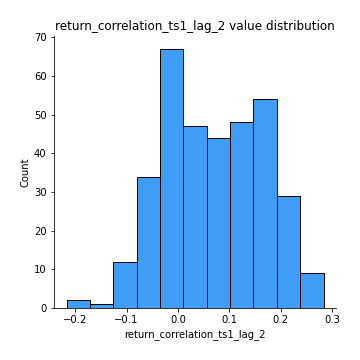 return_correlation_ts1_lag_2 value distribution
70
60
50
40
30
20
10
0
Count
−0.2 −0.1 0.0 0.1 0.2 0.3
return_correlation_ts1_lag_2